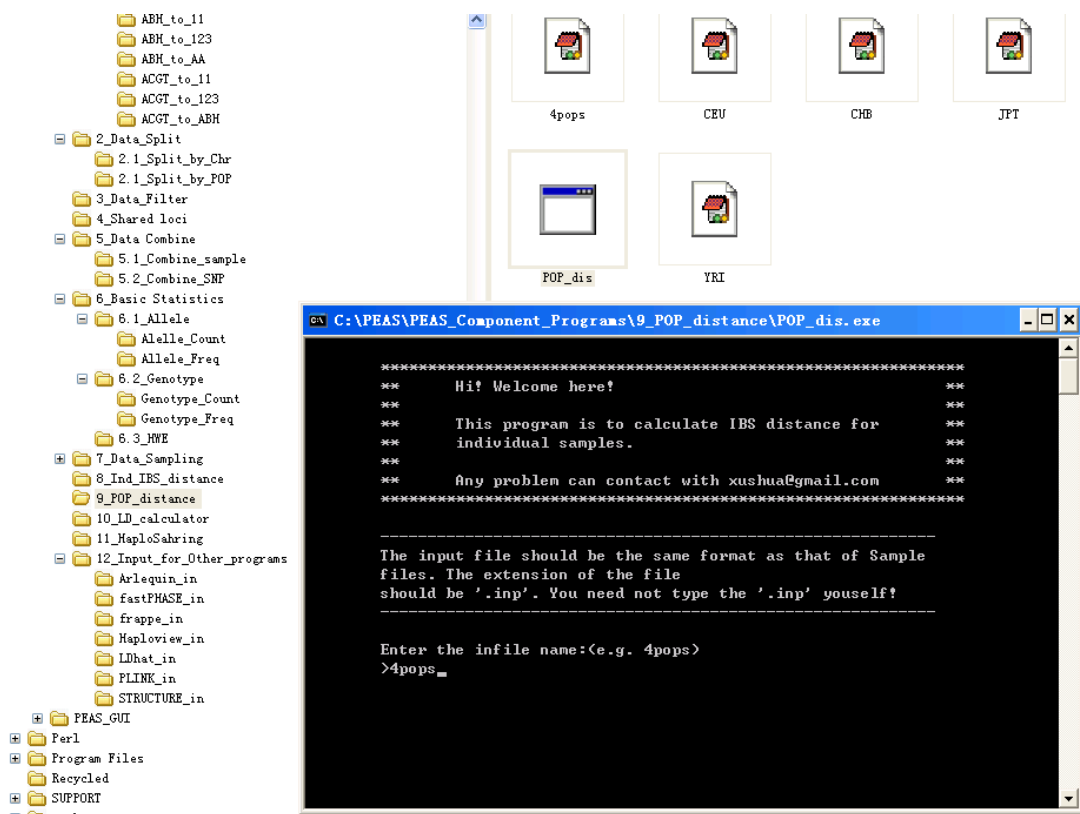 ABH_to_11
ABH_to_123
ABH_to_AA
ACGT_to_11
ACGT_to_123
ACGT_to_ABH
2_Data_Split
2.1_Split_by_Chr
2.1_Split_by_POP
3_Data_Filter
4_Shared loci
5_Data Combine
5.1_Combine_sample
5.2_Combine_SNP
6_Basic Statistics
6.1_Allele
Alelle_Count
Allele_Freq
6.2_Genotype
Genotype_Count
Genotype_Freq
6.3_HWE
7_Data_Sampling
8_Ind_IBS_distance
9_POP_distance
10_LD_calculator
11_HaploSahring
12_Input_for_Other_programs
Arlequin_in
fastPHASE_in
frappe_in
Haploview_in
LDhat_in
PLINK_in
STRUCTURE_in
PEAS_GUI
Perl
Program Files
Recycled
SUPPORT
4pops
CEU
CHB
JPT
POP_dis
YRI
C:\PEAS\PEAS_Component_Programs\9_POP_distance\POP_dis.exe
** Hi! Welcome here! **
** **
** This program is to calculate IBS distance for **
** individual samples. **
** **
** Any problem can contact with xushua@gmail.com **
The input file should be the same format as that of Sample
files. The extension of the file
should be '.inp'. You need not type the '.inp' youself!
Enter the infile name:(e.g. 4pops)
>4pops_